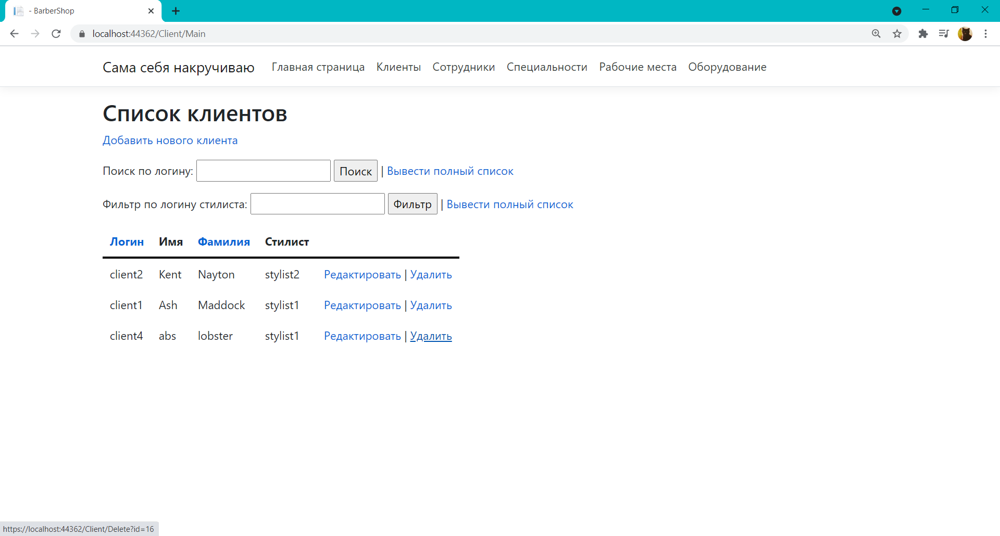 - BarberShop
localhost:44362/Client/Main
Сама себя накручиваю Главная страница Клиенты Сотрудники Специальности Рабочие места Оборудование
Список клиентов
Добавить нового клиента
Поиск по логину: Поиск | Вывести полный список
Фильтр по логину стилиста: Фильтр | Вывести полный список
Логин Имя Фамилия Стилист
client2 Kent Nayton stylist2 Редактировать | Удалить
client1 Ash Maddock stylist1 Редактировать | Удалить
client4 abs lobster stylist1 Редактировать | Удалить
https://localhost:44362/Client/Delete?id=16